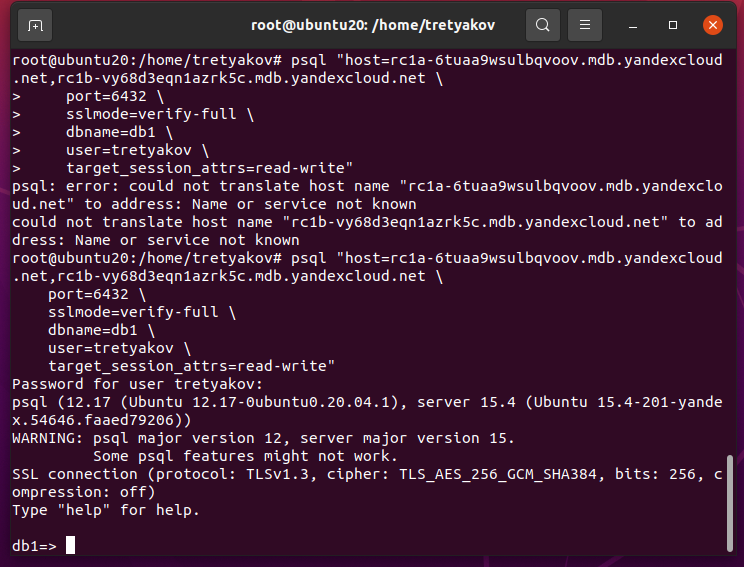 root@ubuntu20: /home/tretyakov
root@ubuntu20:/home/tretyakov# psql "host=rc1a-6tuaa9wsulbqvoov.mdb.yandexcloud
.net,rc1b-vy68d3eqn1azrk5c.mdb.yandexcloud.net \
>     port=6432 \
>     sslmode=verify-full \
>     dbname=db1 \
>     user=tretyakov \
>     target_session_attrs=read-write"
psql: error: could not translate host name "rc1a-6tuaa9wsulbqvoov.mdb.yandexclo
ud.net" to address: Name or service not known
could not translate host name "rc1b-vy68d3eqn1azrk5c.mdb.yandexcloud.net" to ad
dress: Name or service not known
root@ubuntu20:/home/tretyakov# psql "host=rc1a-6tuaa9wsulbqvoov.mdb.yandexcloud
.net,rc1b-vy68d3eqn1azrk5c.mdb.yandexcloud.net \
    port=6432 \
    sslmode=verify-full \
    dbname=db1 \
    user=tretyakov \
    target_session_attrs=read-write"
Password for user tretyakov:
psql (12.17 (Ubuntu 12.17-0ubuntu0.20.04.1), server 15.4 (Ubuntu 15.4-201-yande
x.54646.faaed79206))
WARNING: psql major version 12, server major version 15.
         Some psql features might not work.
SSL connection (protocol: TLSv1.3, cipher: TLS_AES_256_GCM_SHA384, bits: 256, c
ompression: off)
Type "help" for help.
db1=>